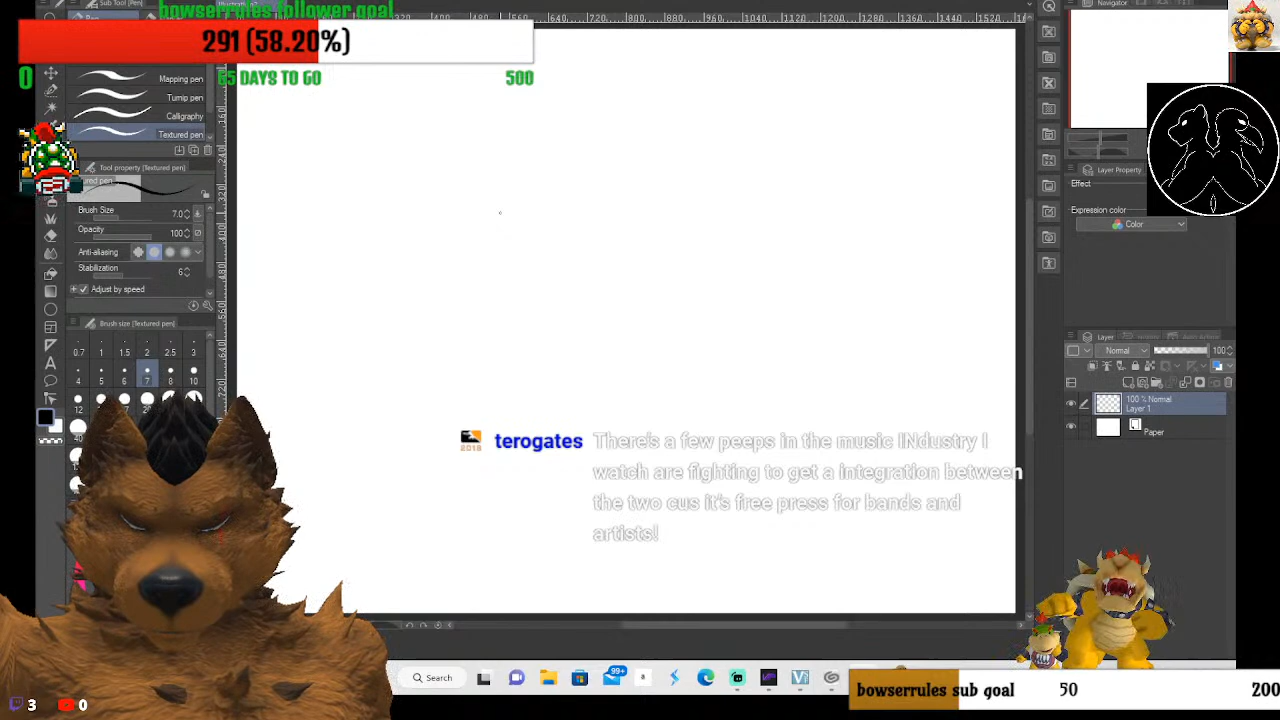 bowserrules follower goal
291 (58.20%)
0
DAYS TO GO
500
Sub Tool [Pen]
Navigator
Mapping pen
Turnip pen
Calligraphy
Textured pen
Tool property [Textured pen]
Brush Size
7.0
Opacity
100
Anti-aliasing
Stabilization
6
Adjust by speed
Brush size [Textured pen]
0.7 1 1.5 2 2.5 3
4 5 6 7 8 10
12
Layer Property
Effect
Expression color
Color
Layer
Normal
100
100 % Normal
Layer 1
Paper
terogates There's a few peeps in the music industry I
watch are fighting to get a integration between
the two cus it's free press for bands and
artists!
Search
99+
bowserrules sub goal 50 200
3 0